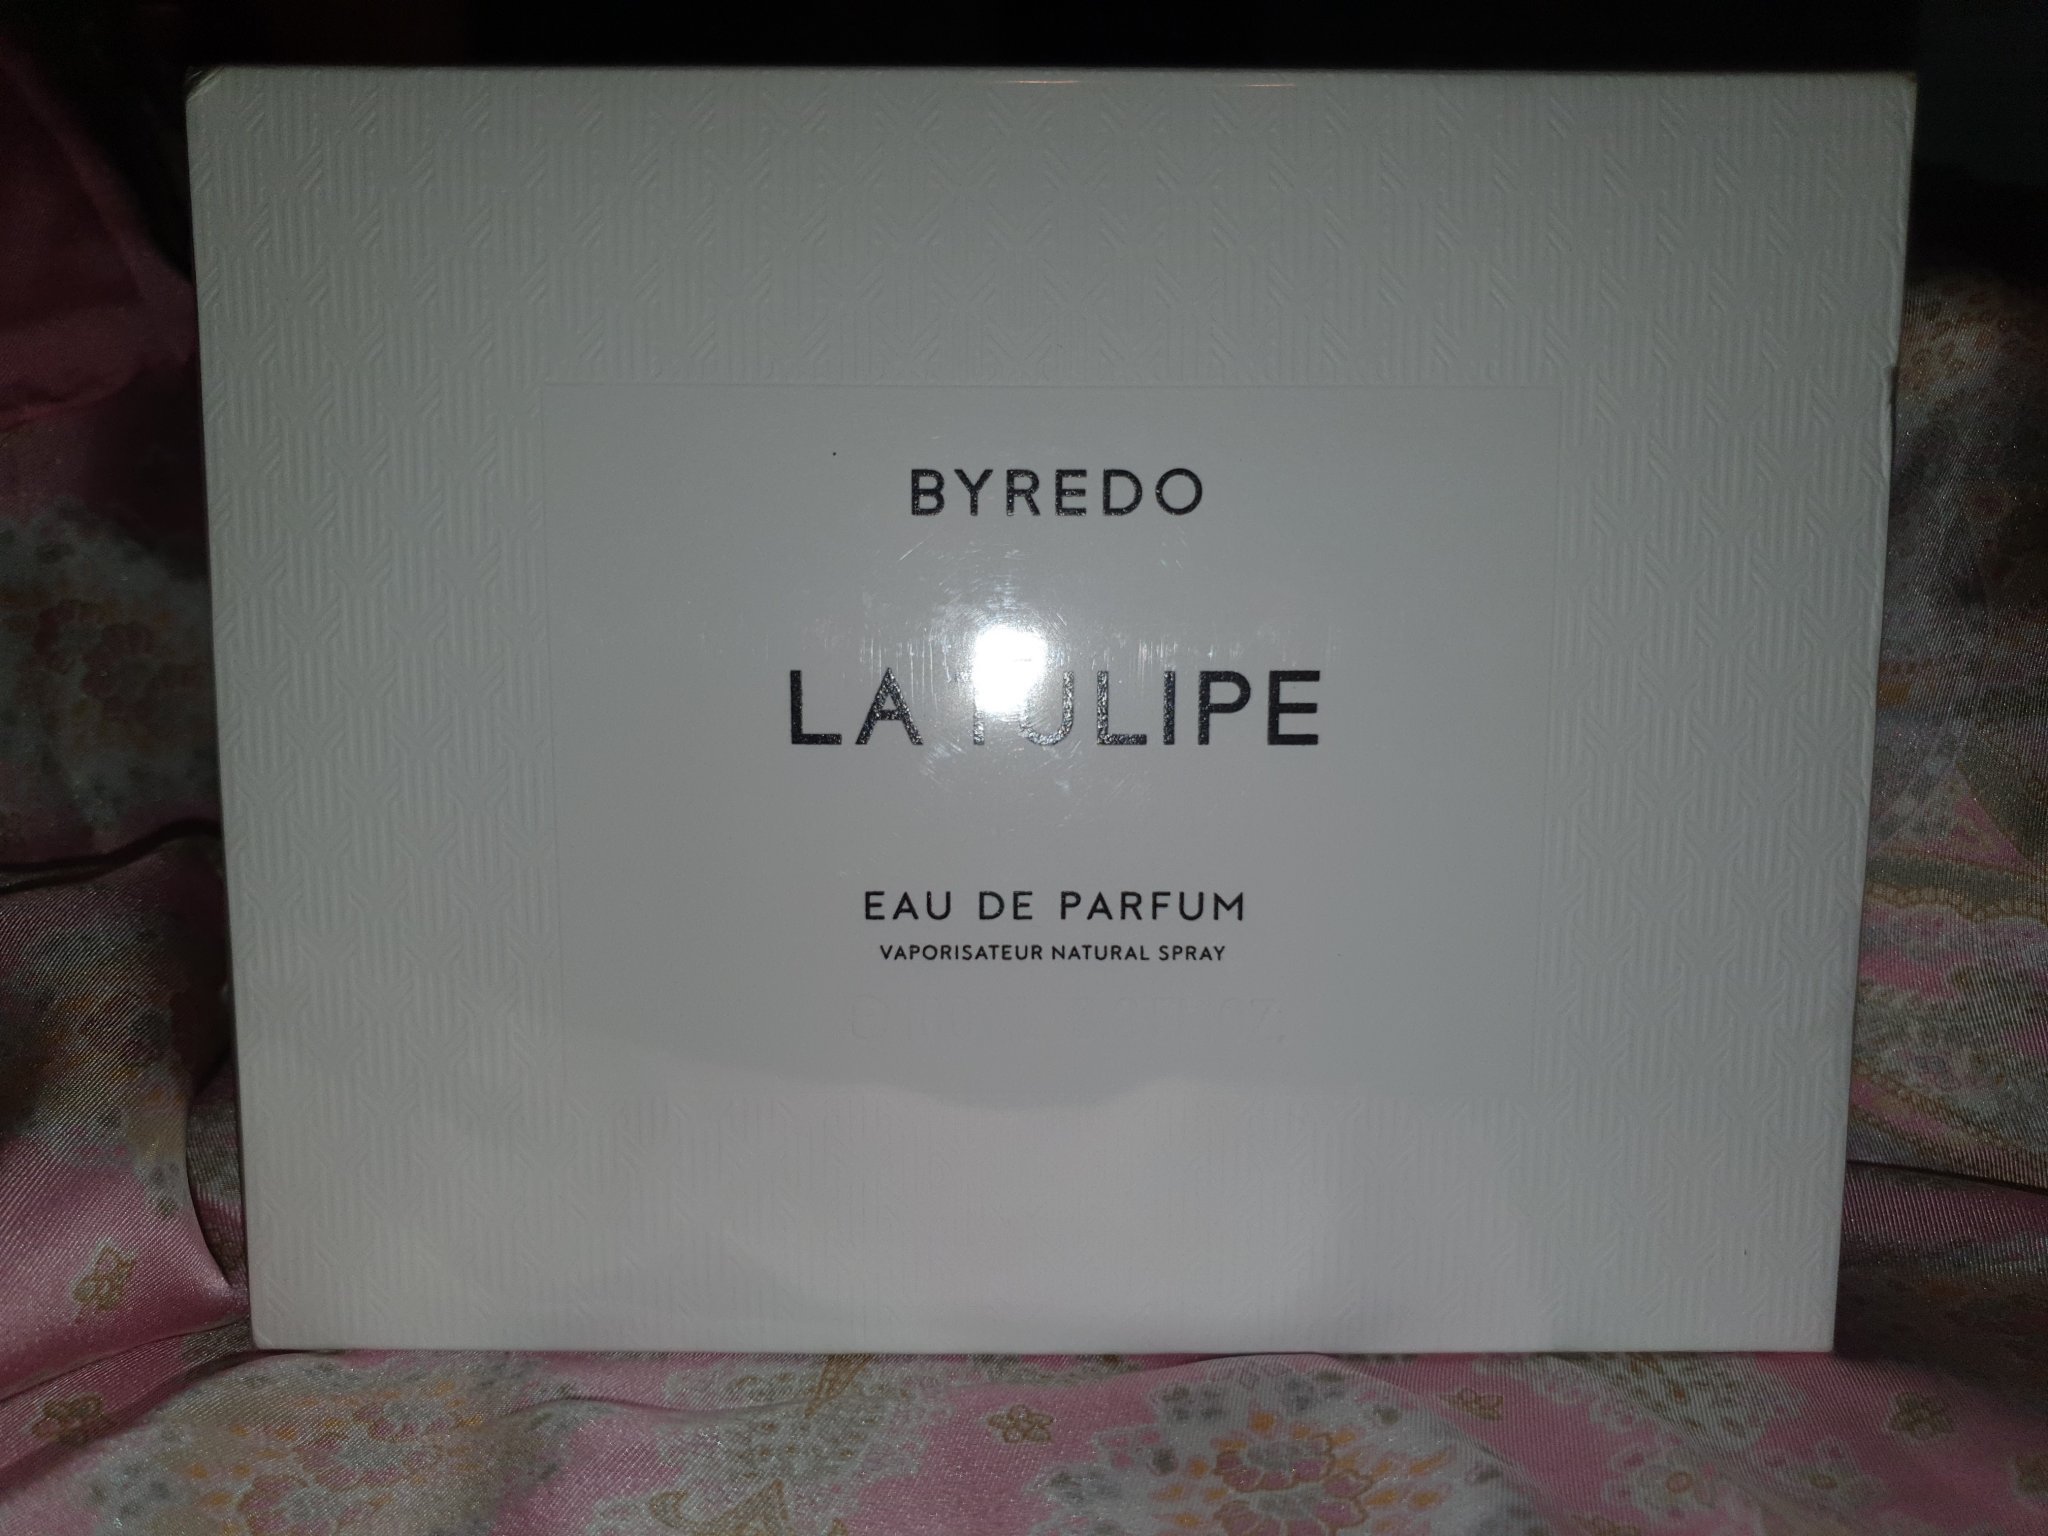 BYREDO
LA TULIPE
EAU DE PARFUM
VAPORISATEUR NATURAL SPRAY